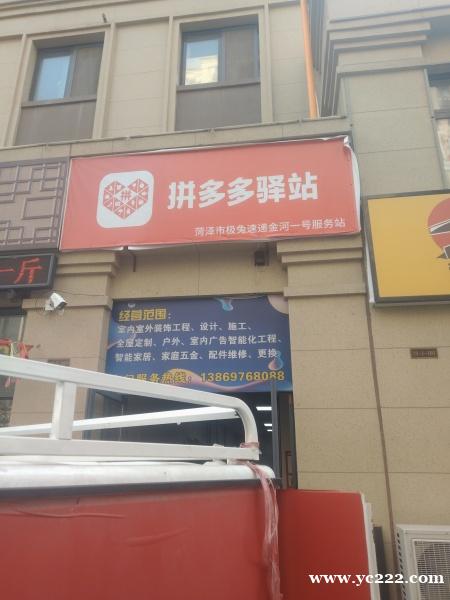 拼
拼多多驿站
菏泽市极兔速递金河一号服务站
一斤
经营范围:
室内室外装饰工程、设计、施工、
全屋定制、户外、室内广告智能化工程、
智能家居、家庭五金、配件维修、更换
服务热线: 13869768088
www.yc222.com